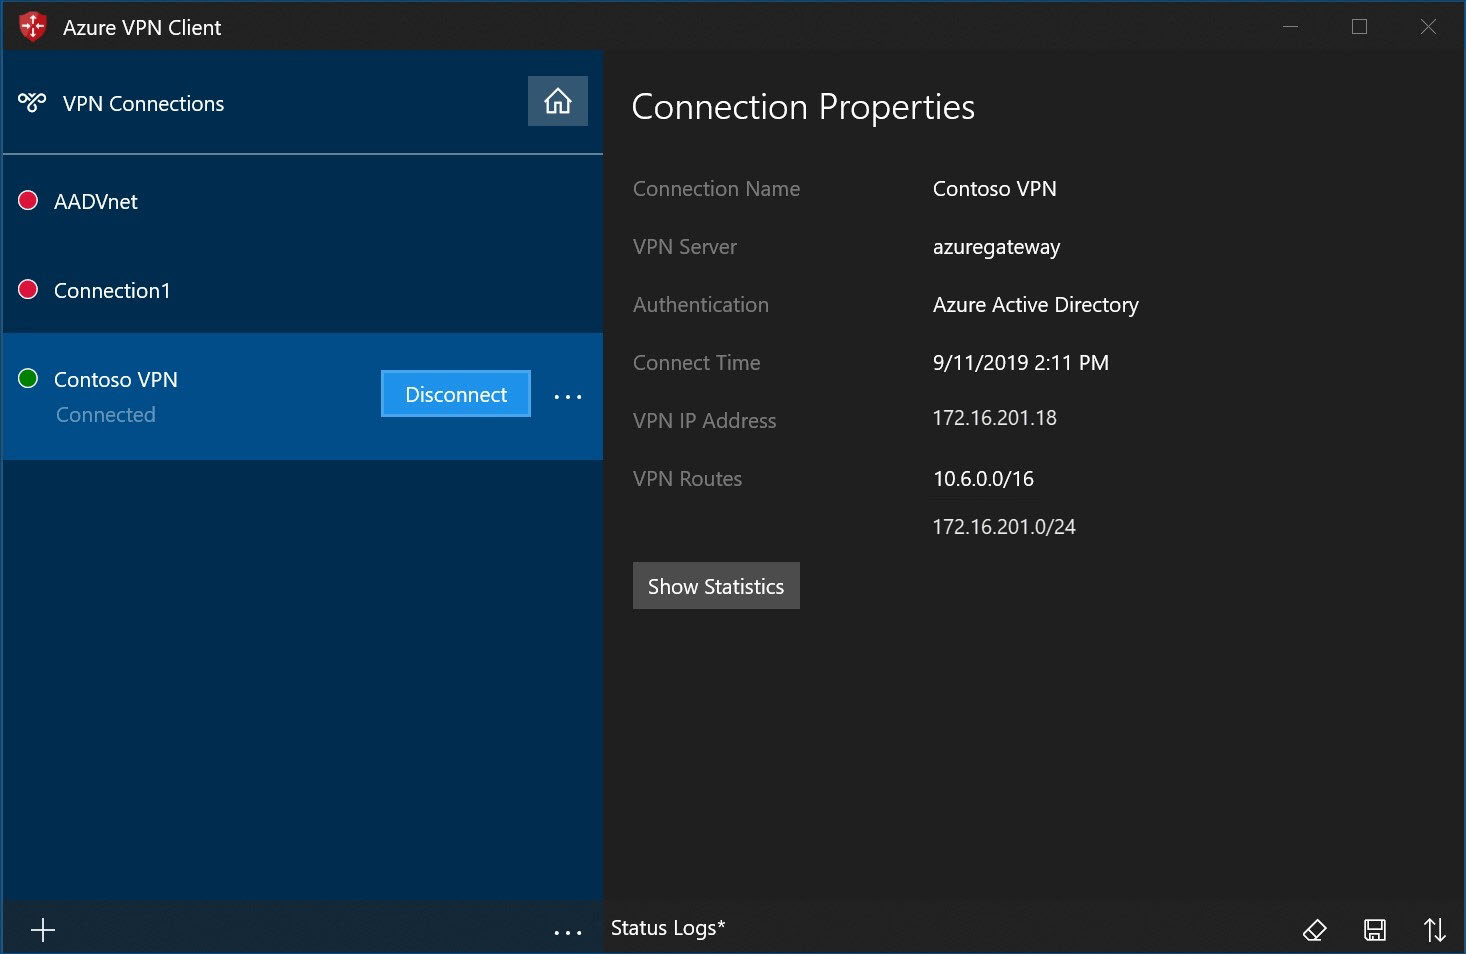 Azure VPN Client
VPN Connections
AADVnet
Connection1
Contoso VPN
Connected
Disconnect
...
+
...
Connection Properties
Connection Name Contoso VPN
VPN Server azuregateway
Authentication Azure Active Directory
Connect Time 9/11/2019 2:11 PM
VPN IP Address 172.16.201.18
VPN Routes 10.6.0.0/16
172.16.201.0/24
Show Statistics
Status Logs*